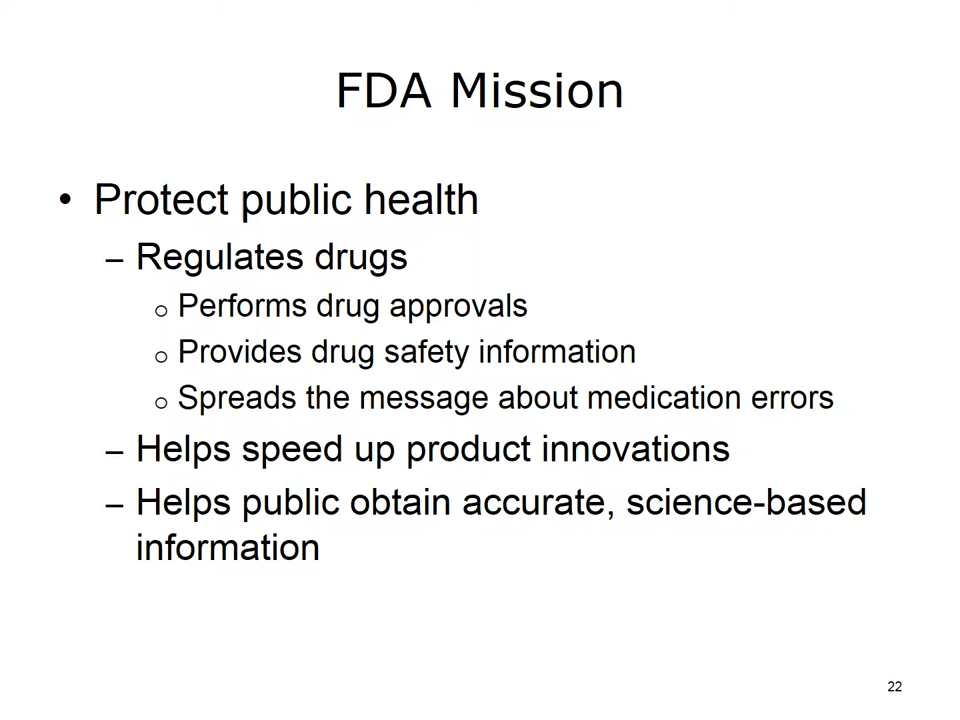 FDA Mission
• Protect public health
– Regulates drugs
o Performs drug approvals
o Provides drug safety information
o Spreads the message about medication errors
– Helps speed up product innovations
– Helps public obtain accurate, science-based
information
22